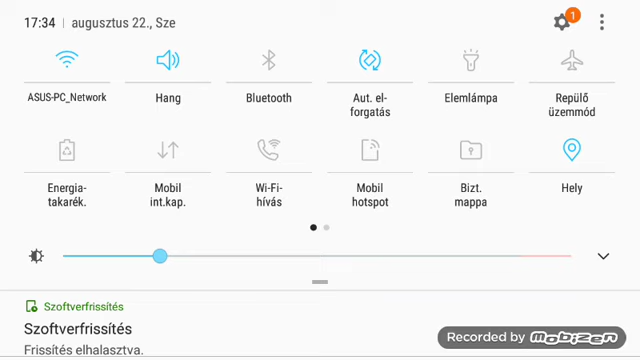 17:34 | augusztus 22., Sze
1
ASUS-PC_Network
Hang
Bluetooth
Aut. el-
forgatás
Elemlámpa
Repülő
üzemmód
Energia-
takarék.
Mobil
int.kap.
Wi-Fi-
hívás
Mobil
hotspot
Bizt.
mappa
Hely
Szoftverfrissítés
Szoftverfrissítés
Frissítés elhalasztva.
Recorded by mobizen